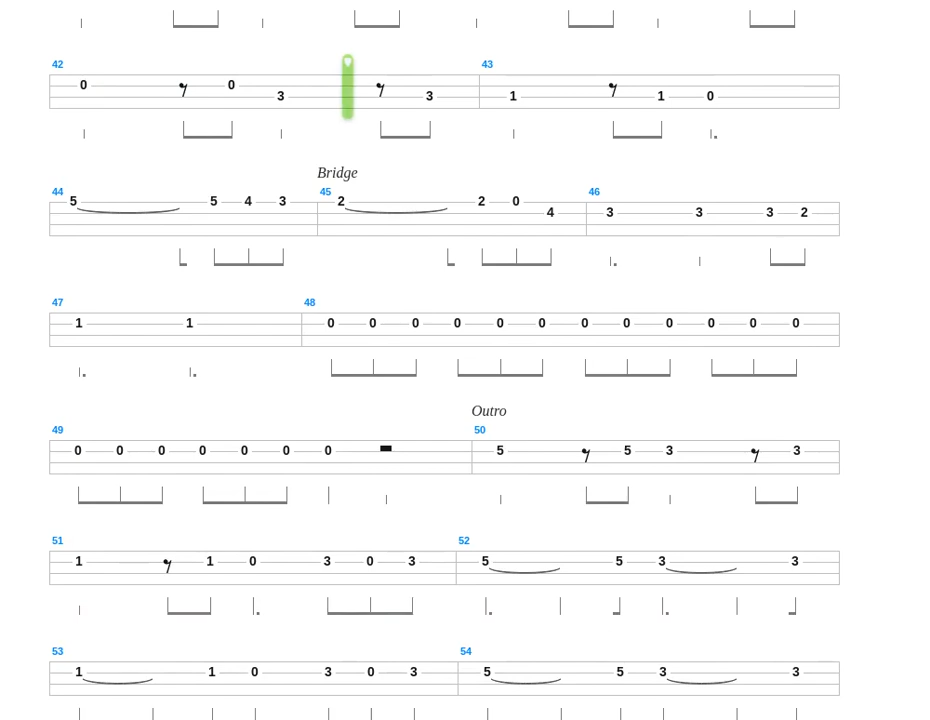 42 43
0 0
3 3 1 1 0
Bridge
44 45 46
5 5 4 3 2 2 0
4 3 3 3 2
47 48
1 1 0 0 0 0 0 0 0 0 0 0 0 0
Outro
49 50
0 0 0 0 0 0 0 5 5 3 3
51 52
1 1 0 3 0 3 5 5 3 3
53 54
1 1 0 3 0 3 5 5 3 3